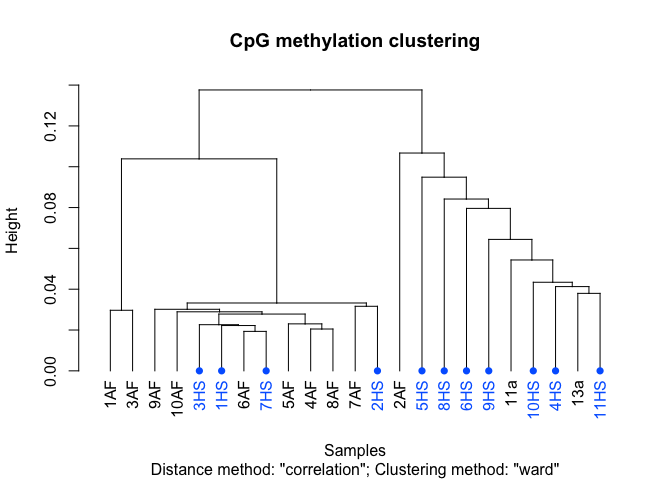 CpG methylation clustering
Height
0.00 0.04 0.08 0.12
1AF 3AF 9AF 10AF 3HS 1HS 6AF 7HS 5AF 4AF 8AF 7AF 2HS 2AF 5HS 8HS 6HS 9HS 11a 10HS 4HS 13a 11HS
Samples
Distance method: "correlation"; Clustering method: "ward"